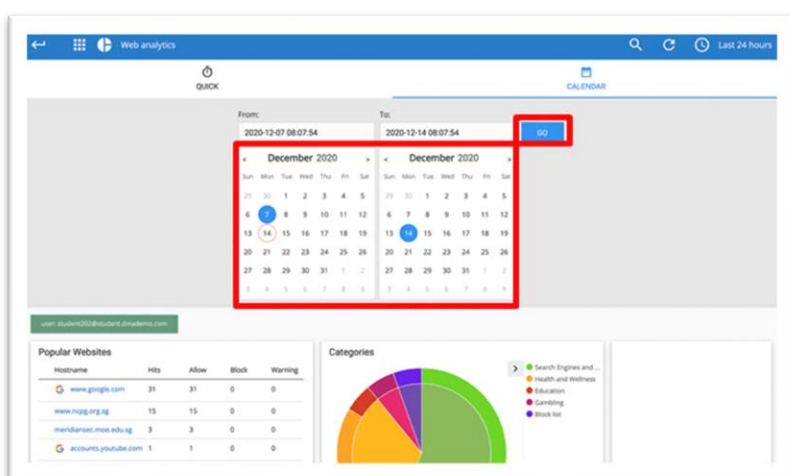 Web analytics
Last 24 hours
QUICK
CALENDAR
From:
To:
2020-12-07 08:07:54
2020-12-14 08:07:54
GO
< December 2020 >
Sun Mon Tue Wed Thu Fri Sat
29 30 1 2 3 4 5
6 7 8 9 10 11 12
13 14 15 16 17 18 19
20 21 22 23 24 25 26
27 28 29 30 31 1 2
3 4 5 6 7 8 9
< December 2020 >
Sun Mon Tue Wed Thu Fri Sat
29 30 1 2 3 4 5
6 7 8 9 10 11 12
13 14 15 16 17 18 19
20 21 22 23 24 25 26
27 28 29 30 31 1 2
3 4 5 6 7 8 9
user: student202@student.dmademo.com
Popular Websites
Hostname Hits Allow Block Warning
www.google.com 31 31 0 0
www.ncpg.org.sg 15 15 0 0
meridiansec.moe.edu.sg 3 3 0 0
accounts.youtube.com 1 1 0 0
Categories
>
Search Engines and ...
Health and Wellness
Education
Gambling
Block list